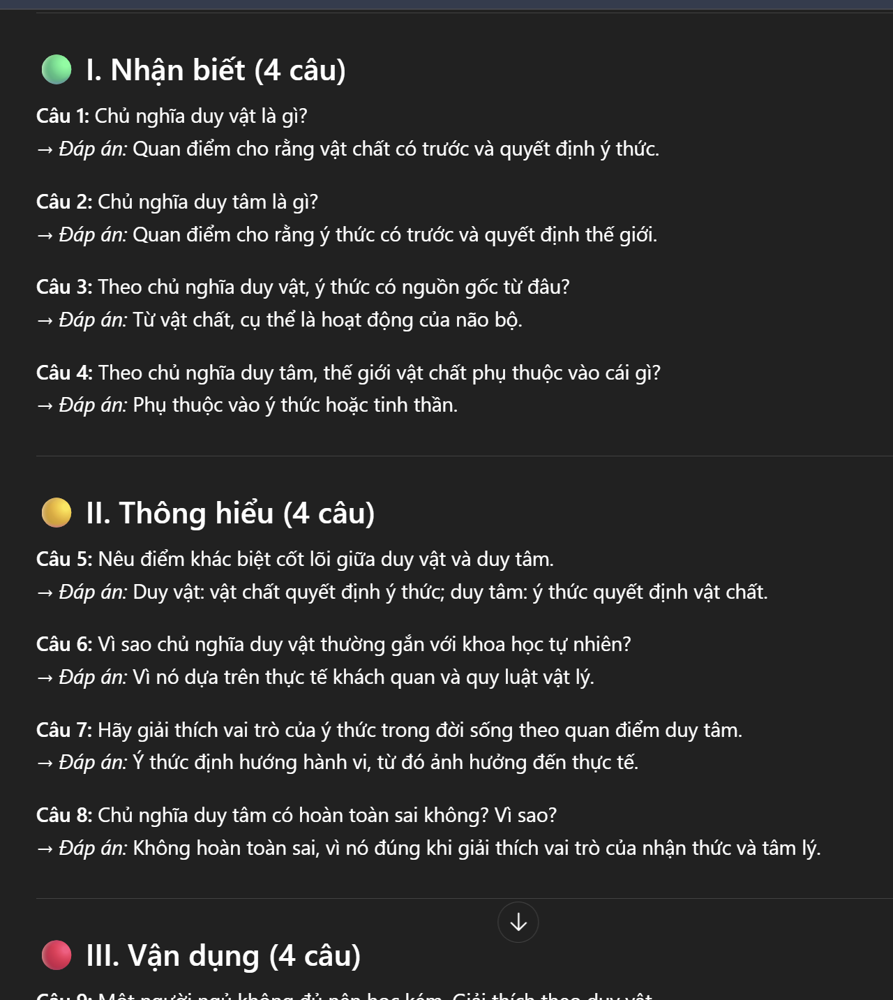 I. Nhận biết (4 câu)
Câu 1: Chủ nghĩa duy vật là gì?
→ Đáp án: Quan điểm cho rằng vật chất có trước và quyết định ý thức.
Câu 2: Chủ nghĩa duy tâm là gì?
→ Đáp án: Quan điểm cho rằng ý thức có trước và quyết định thế giới.
Câu 3: Theo chủ nghĩa duy vật, ý thức có nguồn gốc từ đâu?
→ Đáp án: Từ vật chất, cụ thể là hoạt động của não bộ.
Câu 4: Theo chủ nghĩa duy tâm, thế giới vật chất phụ thuộc vào cái gì?
→ Đáp án: Phụ thuộc vào ý thức hoặc tinh thần.
II. Thông hiểu (4 câu)
Câu 5: Nêu điểm khác biệt cốt lõi giữa duy vật và duy tâm.
→ Đáp án: Duy vật: vật chất quyết định ý thức; duy tâm: ý thức quyết định vật chất.
Câu 6: Vì sao chủ nghĩa duy vật thường gắn với khoa học tự nhiên?
→ Đáp án: Vì nó dựa trên thực tế khách quan và quy luật vật lý.
Câu 7: Hãy giải thích vai trò của ý thức trong đời sống theo quan điểm duy tâm.
→ Đáp án: Ý thức định hướng hành vi, từ đó ảnh hưởng đến thực tế.
Câu 8: Chủ nghĩa duy tâm có hoàn toàn sai không? Vì sao?
→ Đáp án: Không hoàn toàn sai, vì nó đúng khi giải thích vai trò của nhận thức và tâm lý.
III. Vận dụng (4 câu)
Câu 9: Một người ngủ không đủ nên học kém. Giải thích theo duy vật.